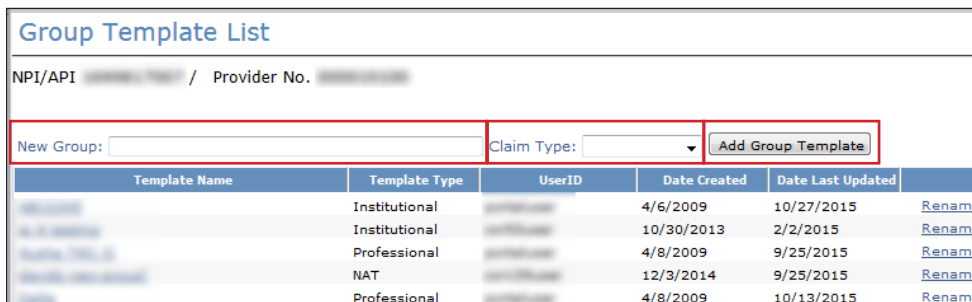 Group Template List
NPI/API / Provider No.
New Group: Claim Type: Add Group Template
Template Name Template Type UserID Date Created Date Last Updated
Institutional 4/6/2009 10/27/2015 Renam
Institutional 10/30/2013 2/2/2015 Renam
Professional 4/8/2009 9/25/2015 Renam
NAT 12/3/2014 9/25/2015 Renam
Professional 4/8/2009 10/13/2015 Renam